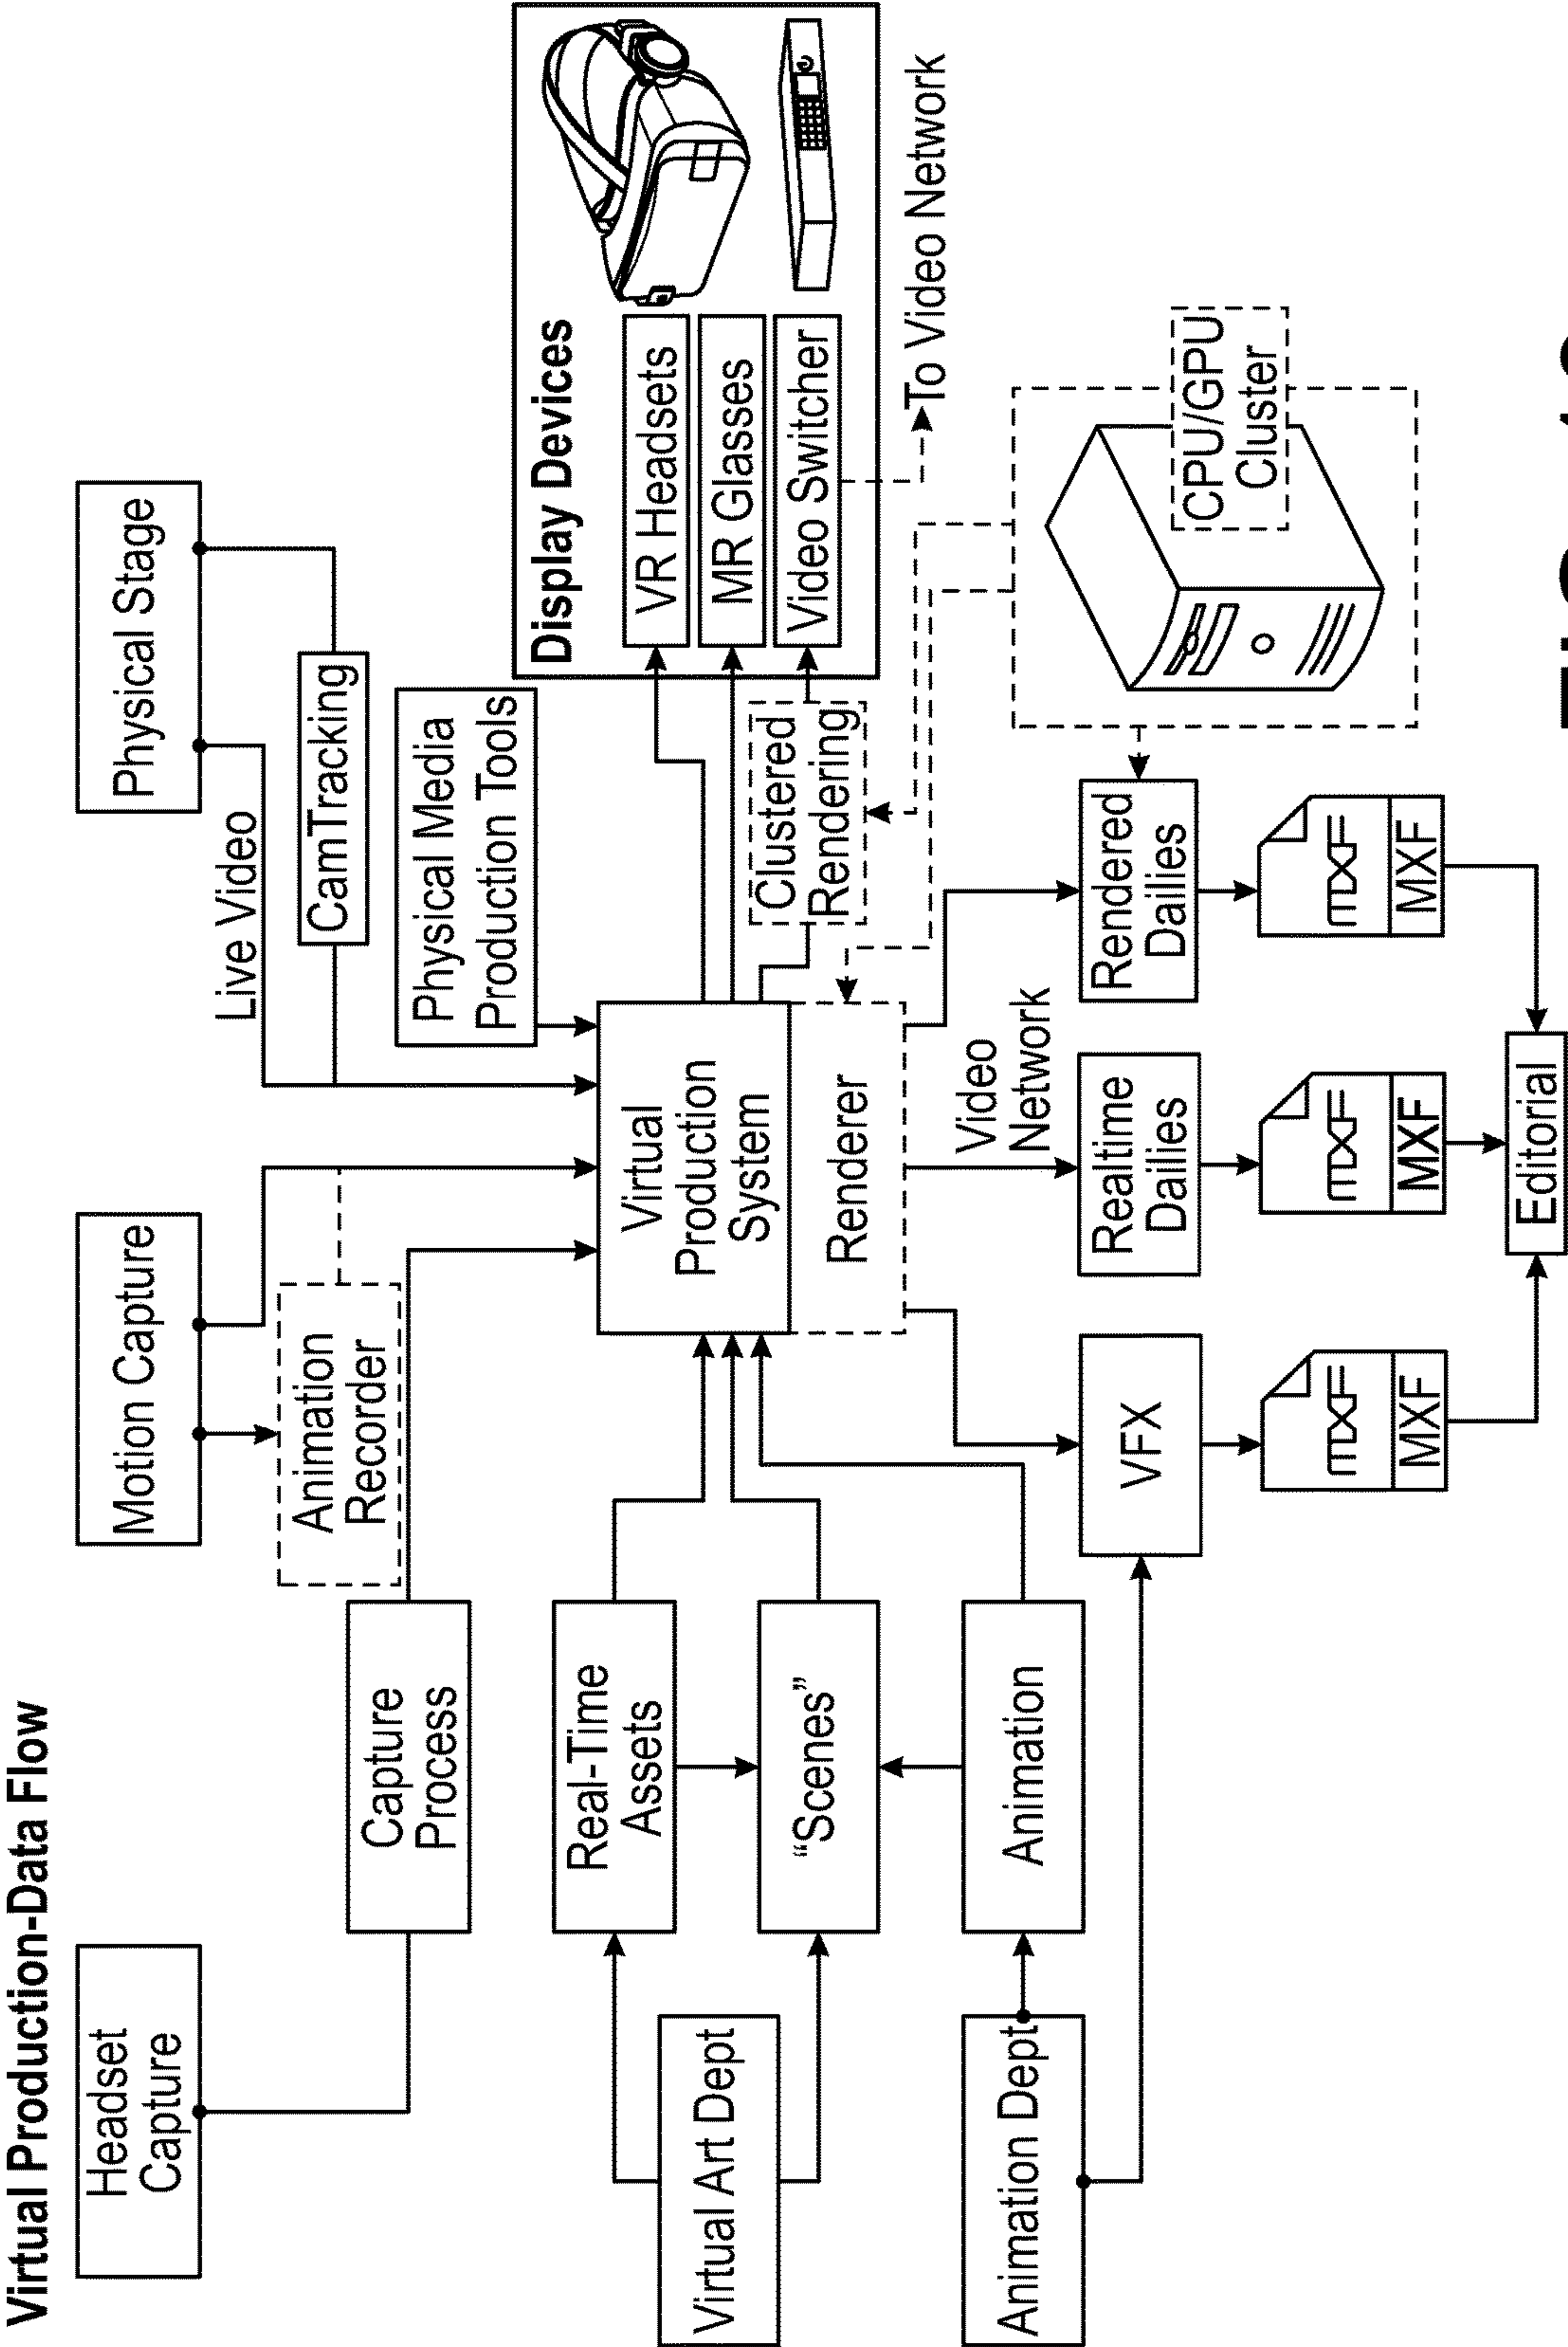 Virtual Production-Data Flow
Headset
Capture
Motion Capture
Physical Stage
Live Video
CamTracking
Animation
Recorder
Capture
Process
Physical Media
Production Tools
Display Devices
VR Headsets
MR Glasses
Video Switcher
To Video Network
Real-Time
Assets
Virtual
Production
System
Clustered
Rendering
Virtual Art Dept
“Scenes”
Renderer
Animation Dept
Animation
Video
Network
CPU/GPU
Cluster
VFX
Realtime
Dailies
Rendered
Dailies
mxf
MXF
mxf
MXF
mxf
MXF
Editorial